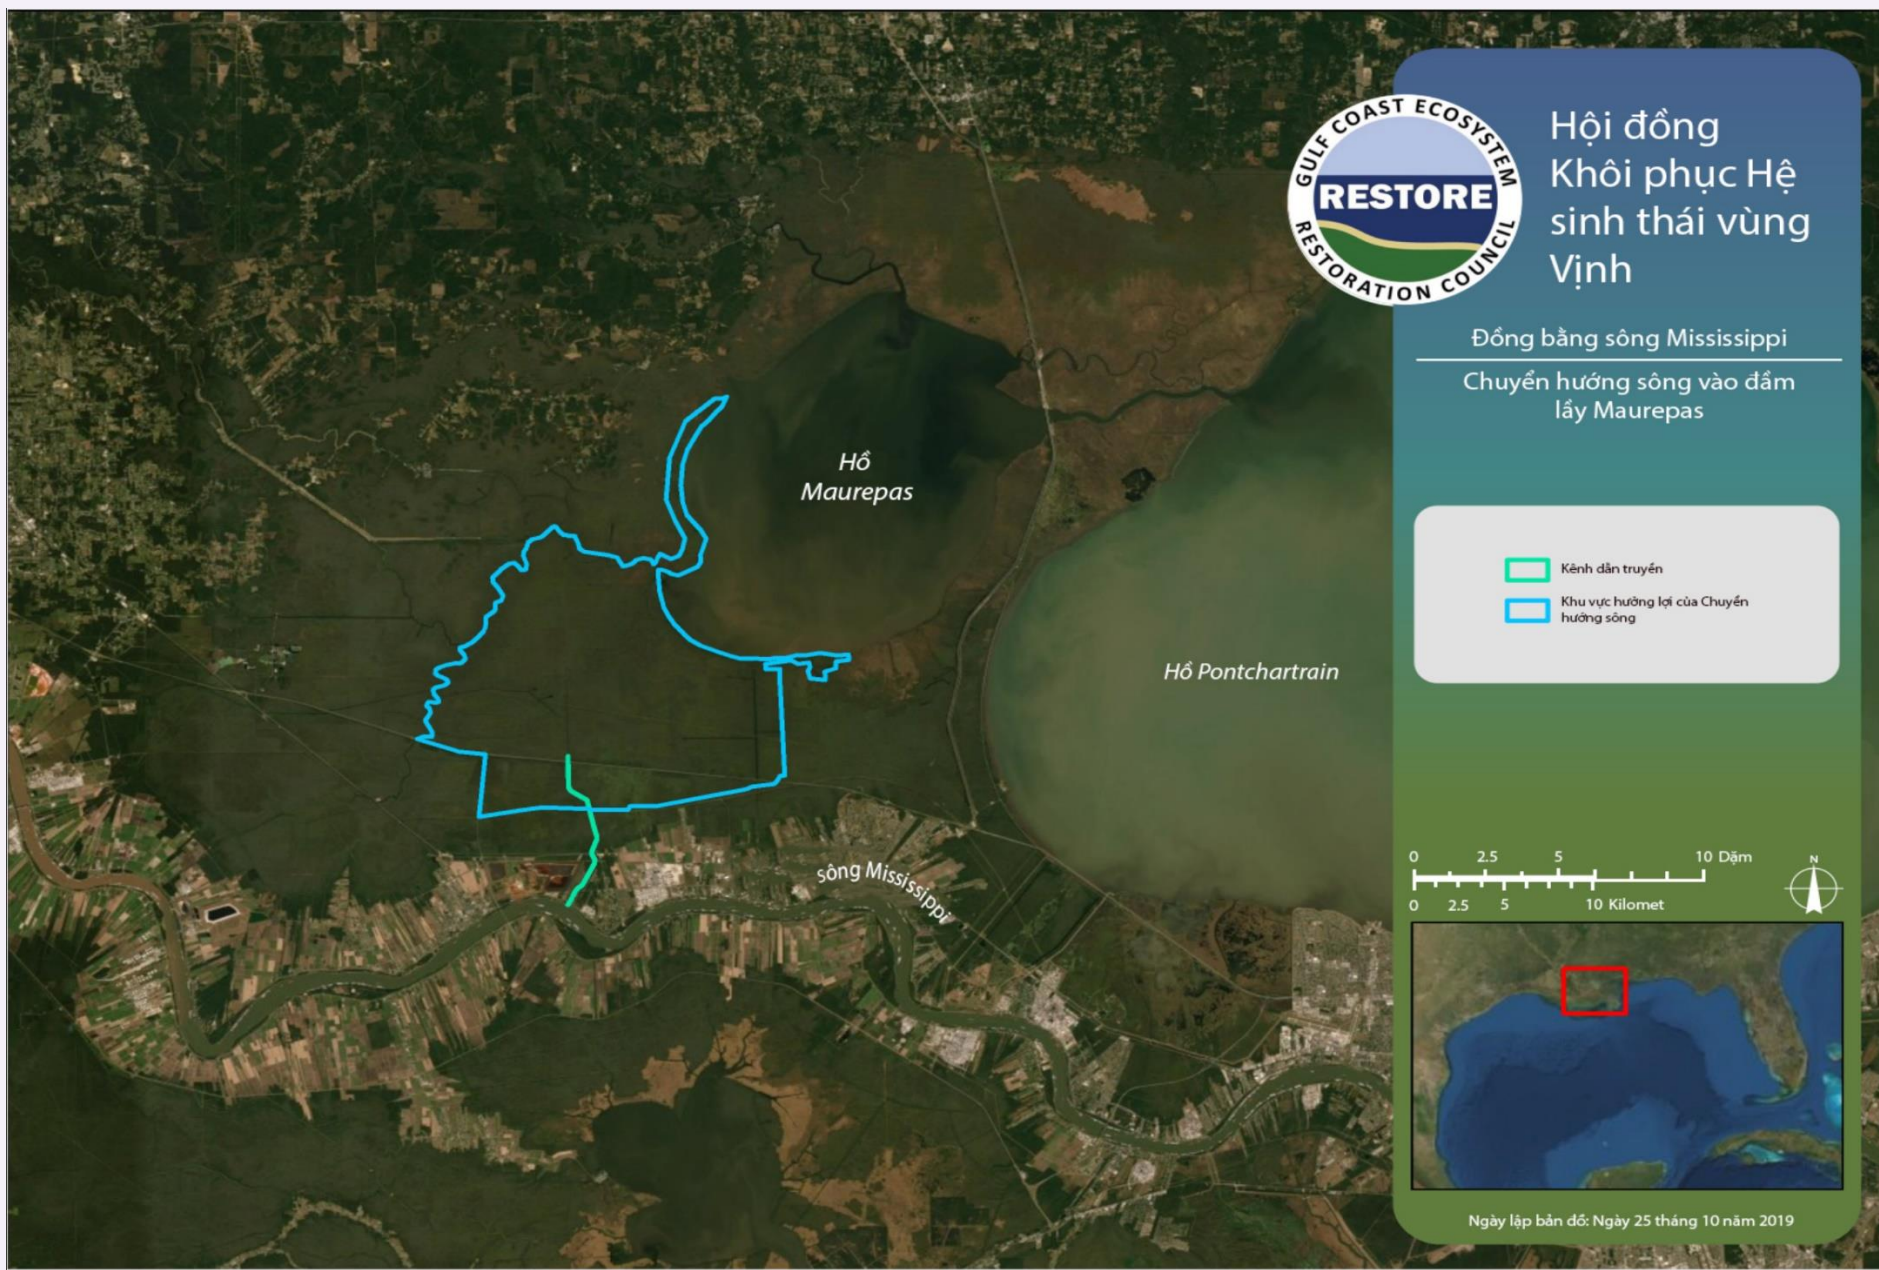 GULF COAST ECOSYSTEM
RESTORE
RESTORATION COUNCIL
Hội đồng
Khôi phục Hệ
sinh thái vùng
Vịnh
Đồng bằng sông Mississippi
Chuyển hướng sông vào đầm
lầy Maurepas
Hồ
Maurepas
Hồ Pontchartrain
sông Mississippi
Kênh dẫn truyền
Khu vực hưởng lợi của Chuyển
hướng sông
0 2.5 5 10 Dặm
0 2.5 5 10 Kilomet
N
Ngày lập bản đồ: Ngày 25 tháng 10 năm 2019